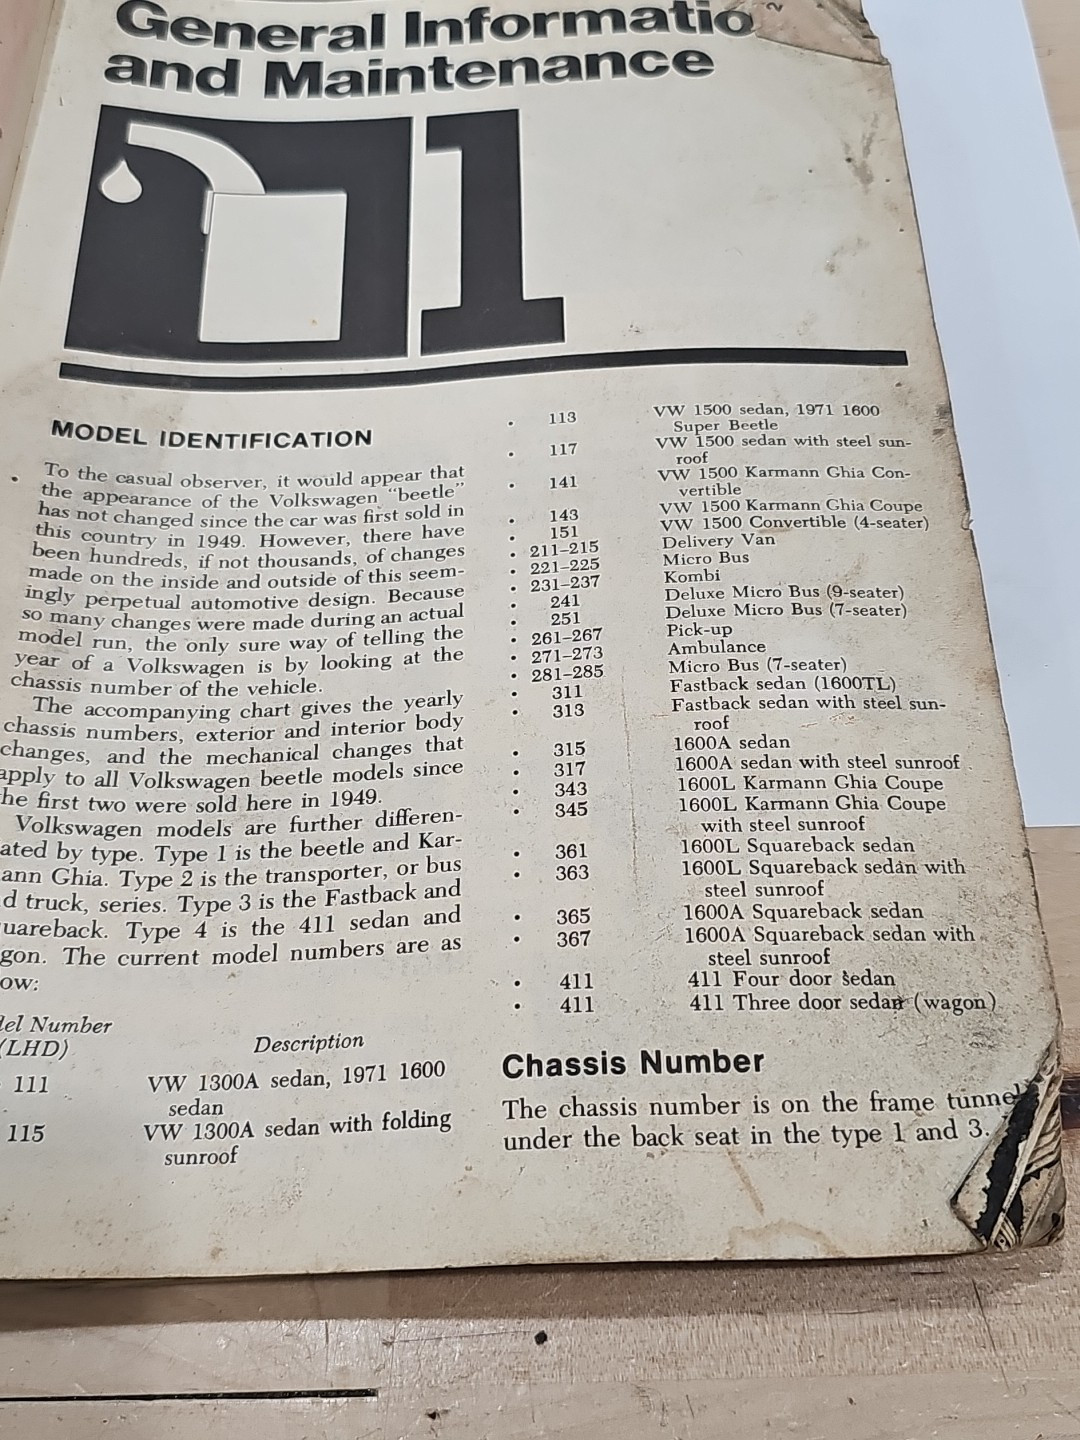 General Informatio
and Maintenance
1
MODEL IDENTIFICATION
To the casual observer, it would appear that
the appearance of the Volkswagen "beetle"
has not changed since the car was first sold in
this country in 1949. However, there have
been hundreds, if not thousands, of changes
made on the inside and outside of this seem-
ingly perpetual automotive design. Because
so many changes were made during an actual
model run, the only sure way of telling the
year of a Volkswagen is by looking at the
chassis number of the vehicle.
The accompanying chart gives the yearly
chassis numbers, exterior and interior body
changes, and the mechanical changes that
apply to all Volkswagen beetle models since
he first two were sold here in 1949.
Volkswagen models are further differen-
ated by type. Type 1 is the beetle and Kar-
ann Ghia. Type 2 is the transporter, or bus
d truck, series. Type 3 is the Fastback and
uareback. Type 4 is the 411 sedan and
gon. The current model numbers are as
ow:
del Number
(LHD) Description
111 VW 1300A sedan, 1971 1600
sedan
115 VW 1300A sedan with folding
sunroof
113 VW 1500 sedan, 1971 1600
Super Beetle
117 VW 1500 sedan with steel sun-
roof
141 VW 1500 Karmann Ghia Con-
vertible
143 VW 1500 Karmann Ghia Coupe
151 VW 1500 Convertible (4-seater)
211–215 Delivery Van
221–225 Micro Bus
231–237 Kombi
241 Deluxe Micro Bus (9-seater)
251 Deluxe Micro Bus (7-seater)
261–267 Pick-up
271–273 Ambulance
281–285 Micro Bus (7-seater)
311 Fastback sedan (1600TL)
313 Fastback sedan with steel sun-
roof
315 1600A sedan
317 1600A sedan with steel sunroof
343 1600L Karmann Ghia Coupe
345 1600L Karmann Ghia Coupe
with steel sunroof
361 1600L Squareback sedan
363 1600L Squareback sedan with
steel sunroof
365 1600A Squareback sedan
367 1600A Squareback sedan with
steel sunroof
411 411 Four door sedan
411 411 Three door sedan (wagon)
Chassis Number
The chassis number is on the frame tunnel
under the back seat in the type 1 and 3.